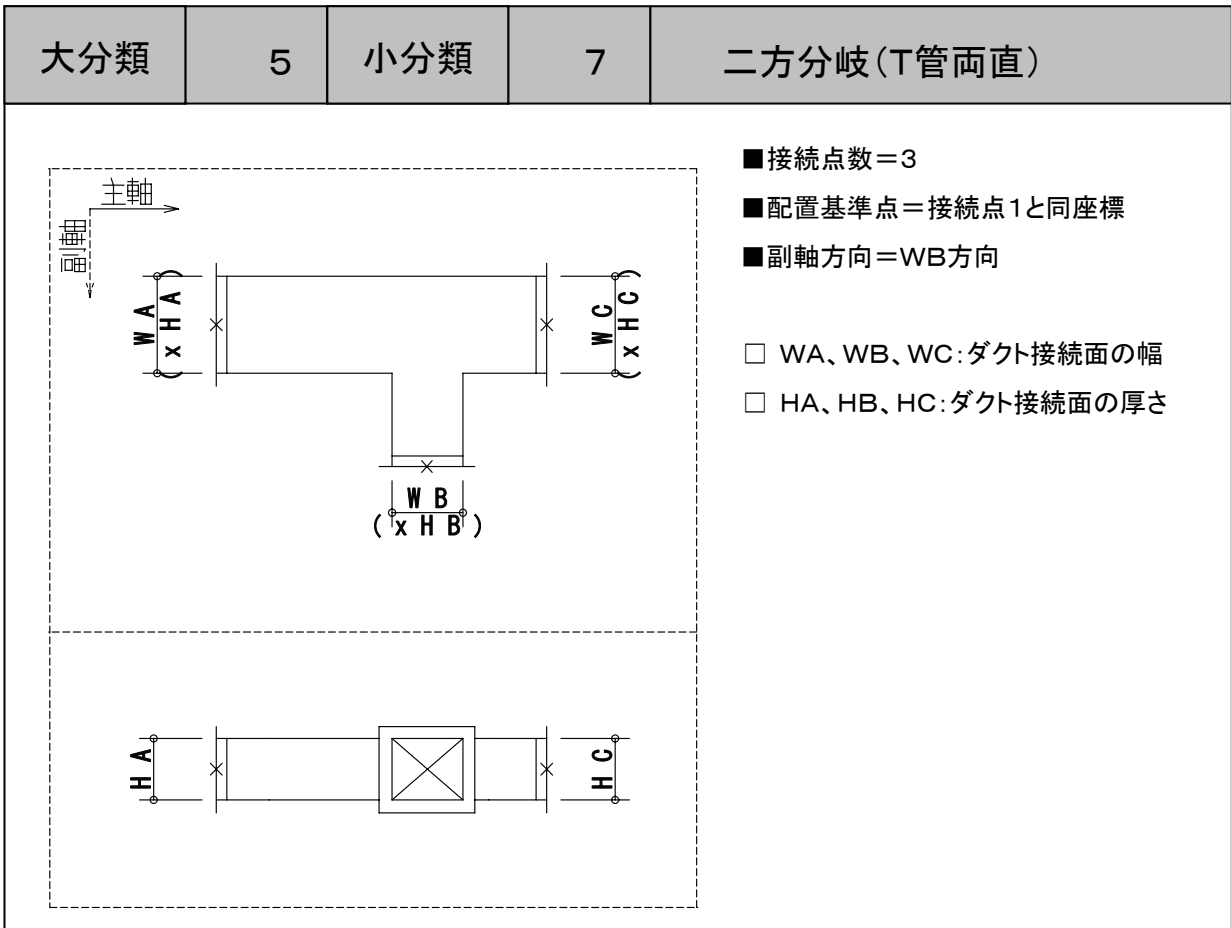 大分類 5 小分類 7 二方分岐(T管両直)
■接続点数=3
■配置基準点=接続点1と同座標
■副軸方向=WB方向
□ WA、WB、WC:ダクト接続面の幅
□ HA、HB、HC:ダクト接続面の厚さ
主軸
副軸
WA
(xHA)
WC
(xHC)
WB
(xHB)
HA
HC